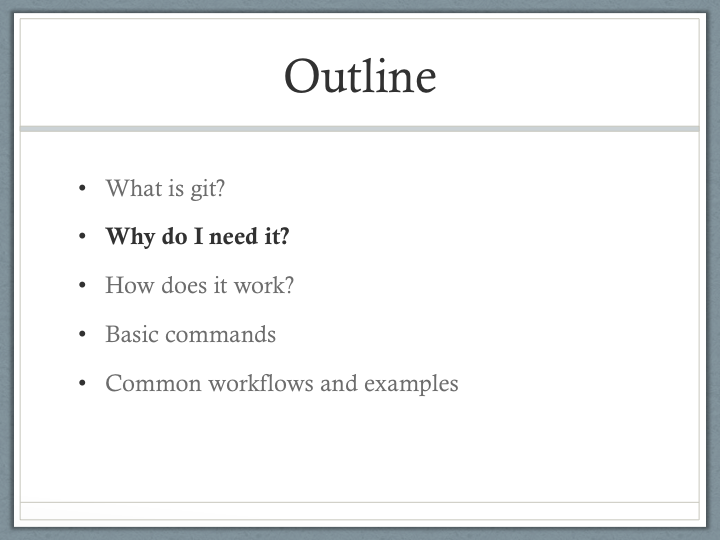 Outline
• What is git?
• Why do I need it?
• How does it work?
• Basic commands
• Common workflows and examples